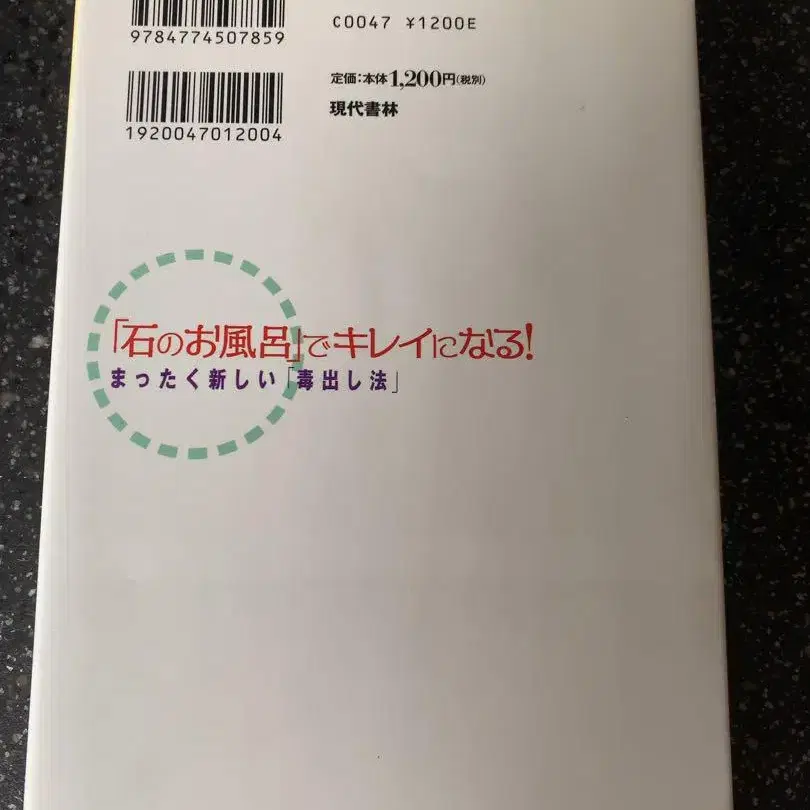 9784774507859
C0047 ¥1200E
1920047012004
定価：本体1,200円(税別)
現代書林
「石のお風呂」でキレイになる！
まったく新しい「毒出し法」